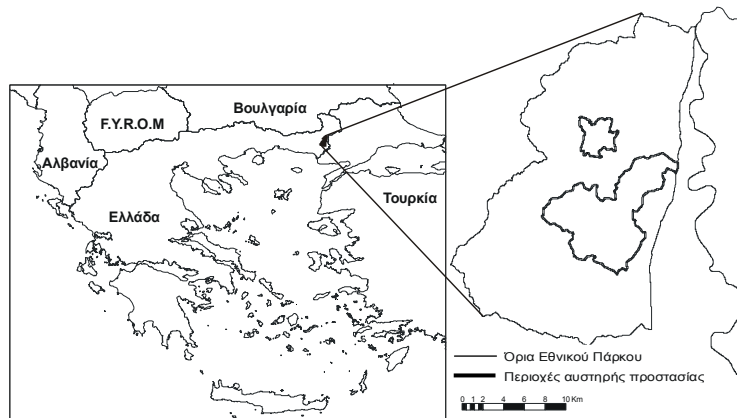 Βουλγαρία
F.Y.R.O.M
Αλβανία
Τουρκία
Ελλάδα
Όρια Εθνικού Πάρκου
Περιοχές αυστηρής προστασίας
0 1 2 4 6 8 10 Km